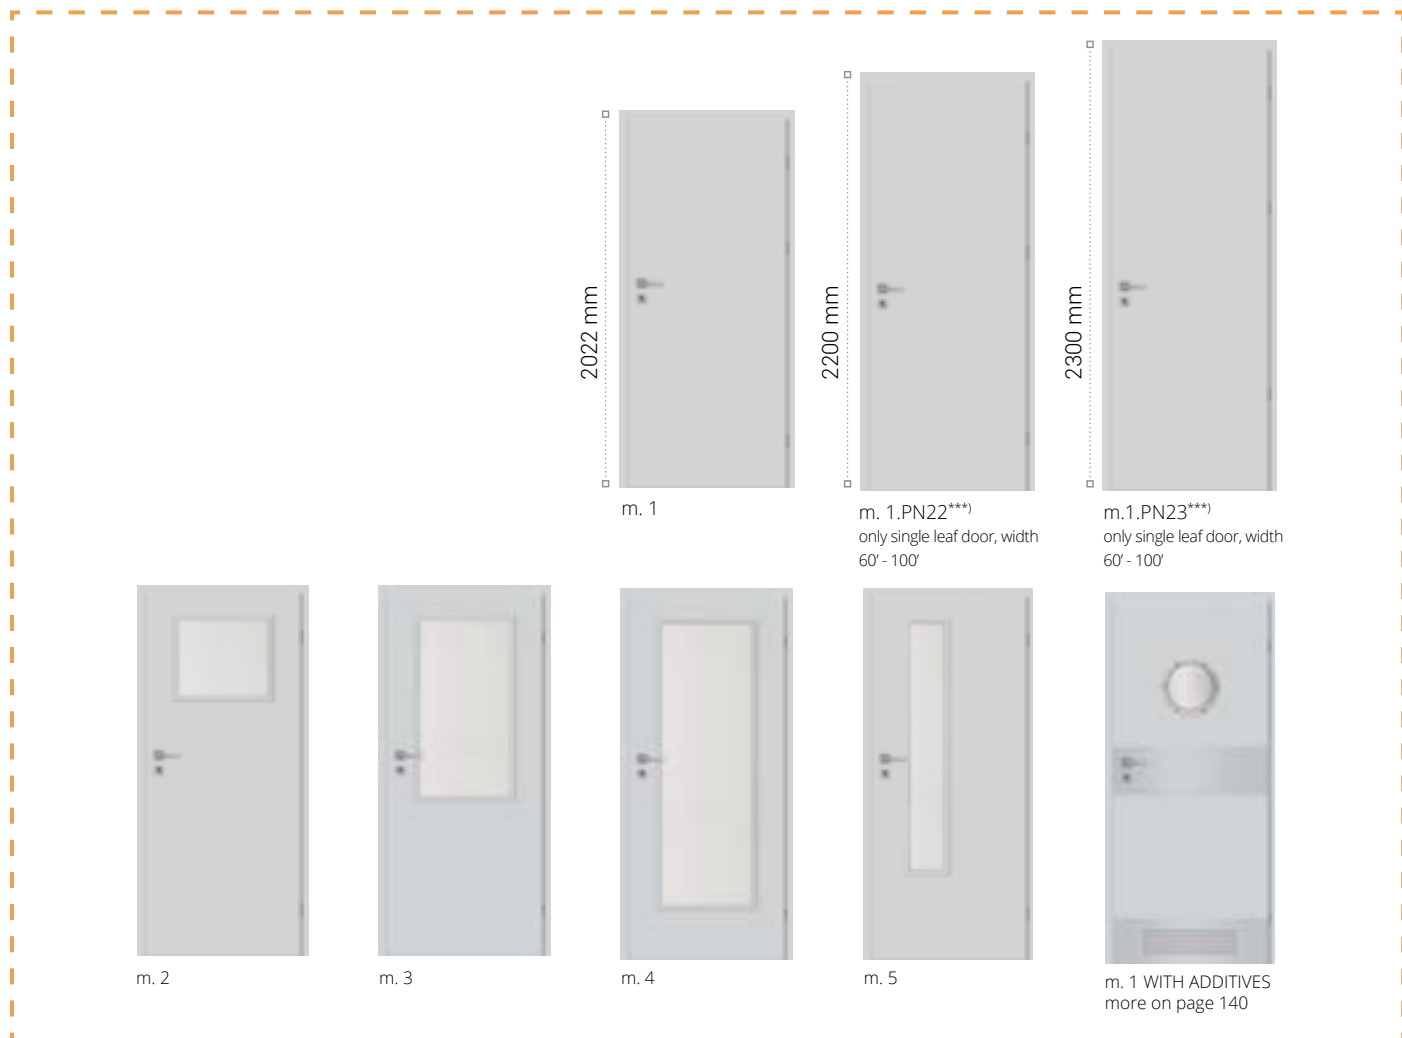 2022 mm
2200 mm
2300 mm
m. 1
m. 1.PN22***)
only single leaf door, width
60' - 100'
m.1.PN23***)
only single leaf door, width
60' - 100'
m. 2
m. 3
m. 4
m. 5
m. 1 WITH ADDITIVES
more on page 140